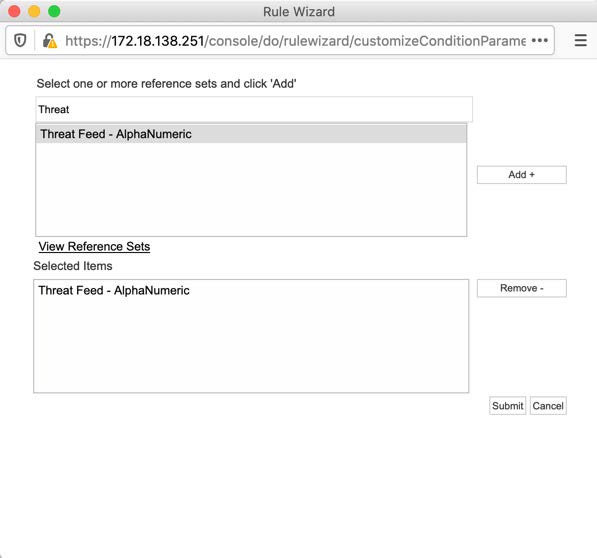 Rule Wizard
https://172.18.138.251/console/do/rulewizard/customizeConditionParame
Select one or more reference sets and click 'Add'
Threat
Threat Feed - AlphaNumeric
Add +
View Reference Sets
Selected Items
Threat Feed - AlphaNumeric
Remove -
Submit Cancel